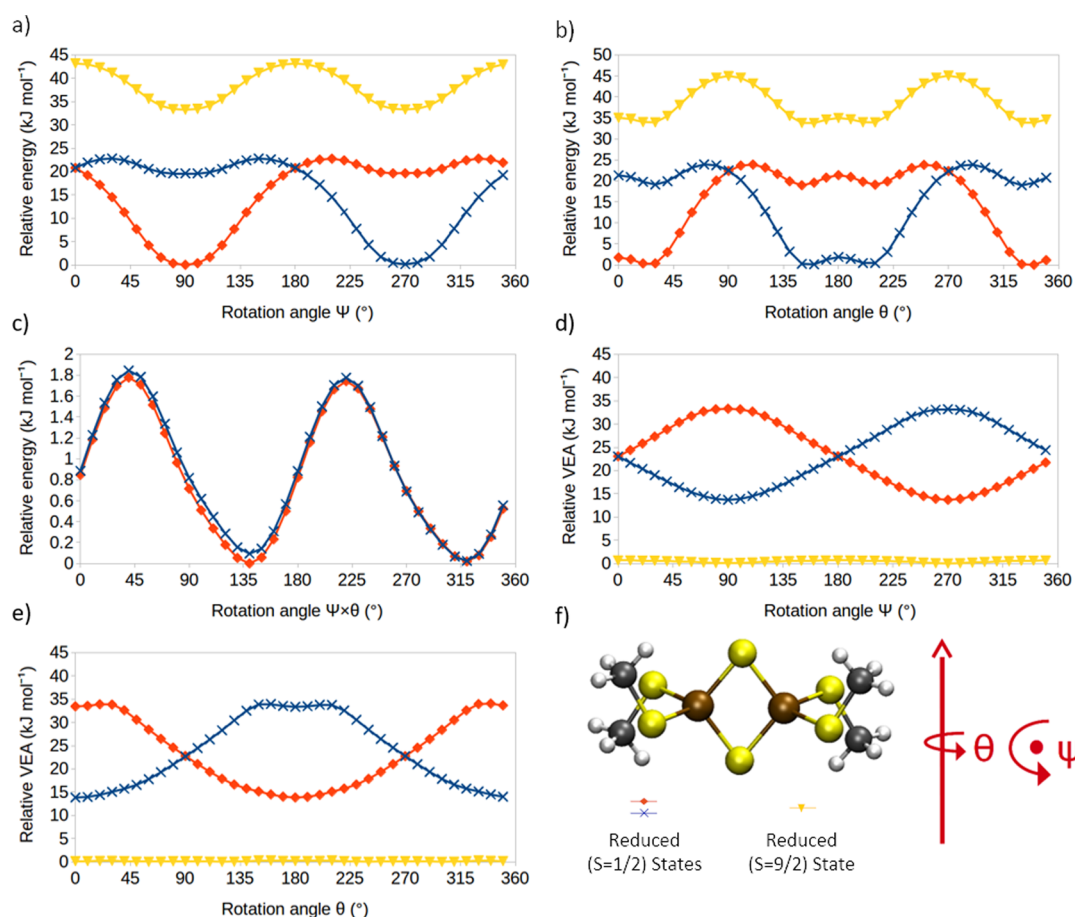 a)
45
40
35
30
25
20
15
10
5
0
0 45 90 135 180 225 270 315 360
Relative energy (kJ mol⁻¹)
Rotation angle Ψ (°)
b)
50
45
40
35
30
25
20
15
10
5
0
0 45 90 135 180 225 270 315 360
Relative energy (kJ mol⁻¹)
Rotation angle θ (°)
c)
2
1.8
1.6
1.4
1.2
1
0.8
0.6
0.4
0.2
0
0 45 90 135 180 225 270 315 360
Relative energy (kJ mol⁻¹)
Rotation angle Ψ×θ (°)
d)
45
40
35
30
25
20
15
10
5
0
0 45 90 135 180 225 270 315 360
Relative VEA (kJ mol⁻¹)
Rotation angle Ψ (°)
e)
45
40
35
30
25
20
15
10
5
0
0 45 90 135 180 225 270 315 360
Relative VEA (kJ mol⁻¹)
Rotation angle θ (°)
f)
θ Ψ
Reduced
(S=1/2) States
Reduced
(S=9/2) State